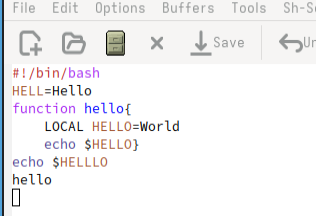 File Edit Options Buffers Tools Sh-S
Save Un
#!/bin/bash
HELL=Hello
function hello{
    LOCAL HELLO=World
    echo $HELLO}
echo $HELLLO
hello